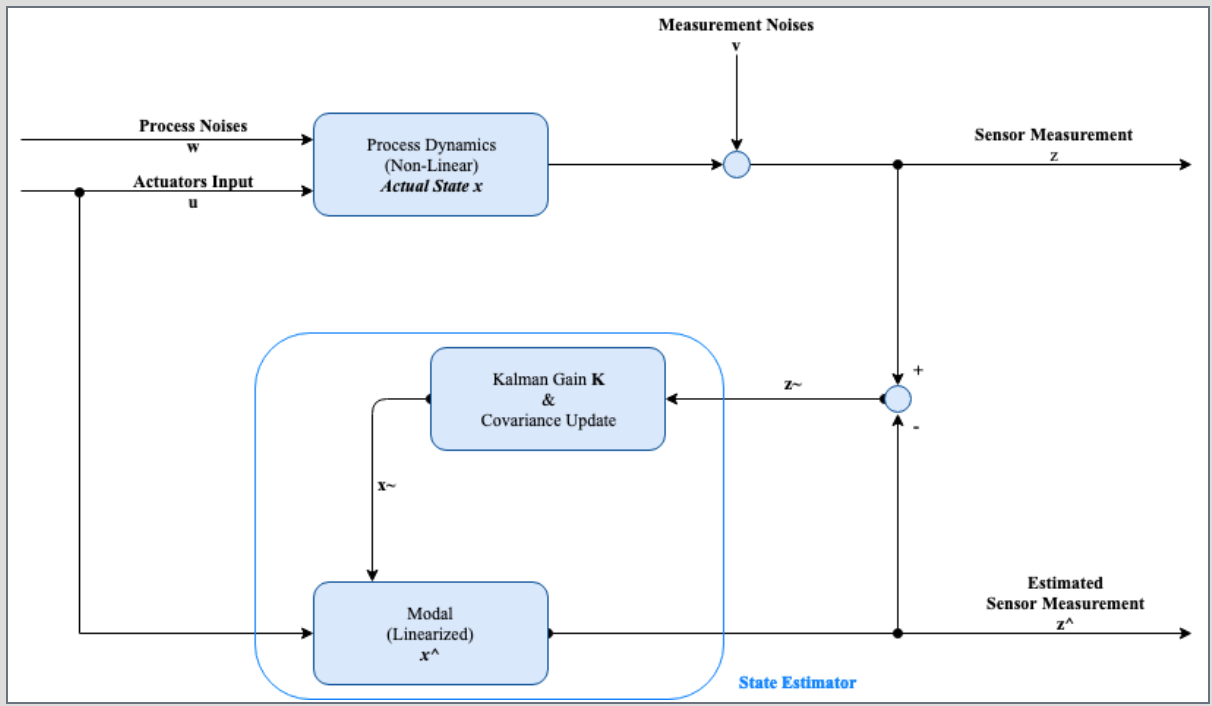 Measurement Noises
v
Process Noises
w
Actuators Input
u
Process Dynamics
(Non-Linear)
Actual State x
Sensor Measurement
z
Kalman Gain K
&
Covariance Update
z~
+
-
x~
Modal
(Linearized)
x^
Estimated
Sensor Measurement
z^
State Estimator